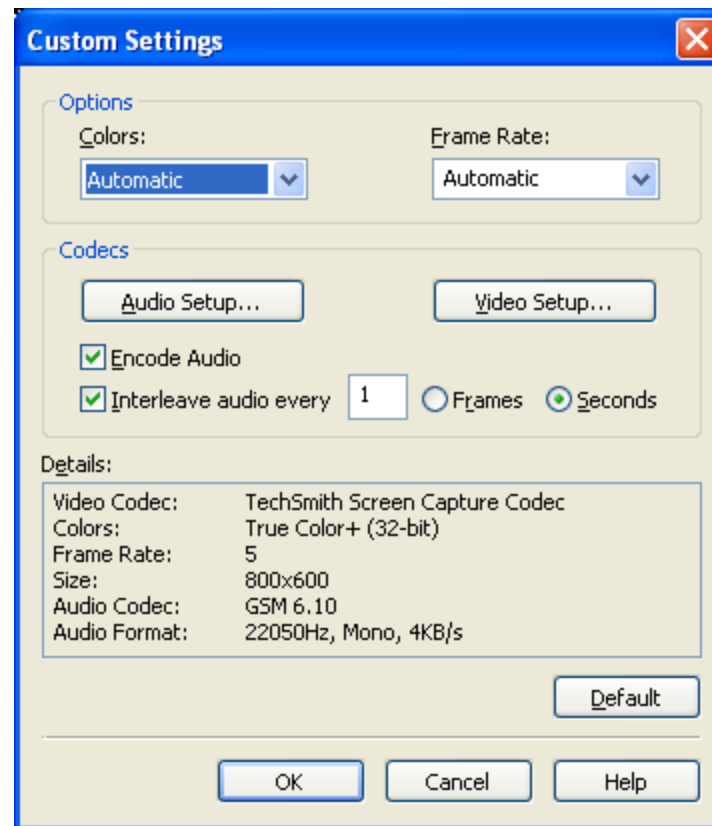 Custom Settings
Options
Colors: Frame Rate:
Automatic Automatic
Codecs
Audio Setup... Video Setup...
Encode Audio
Interleave audio every 1 Frames Seconds
Details:
Video Codec: TechSmith Screen Capture Codec
Colors: True Color+ (32-bit)
Frame Rate: 5
Size: 800x600
Audio Codec: GSM 6.10
Audio Format: 22050Hz, Mono, 4KB/s
Default
OK Cancel Help